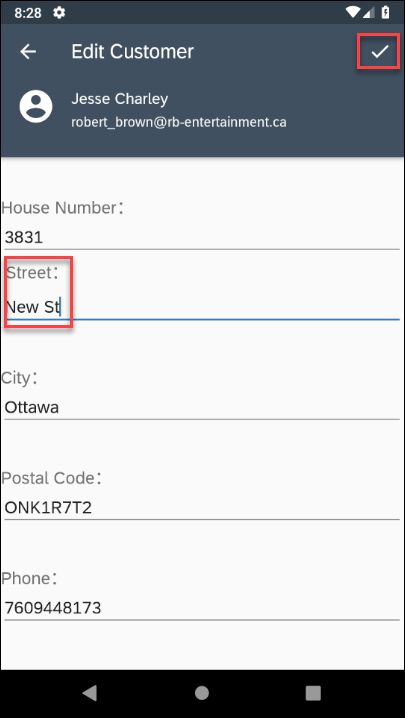 8:28
Edit Customer
Jesse Charley
robert_brown@rb-entertainment.ca
House Number:
3831
Street:
New St
City:
Ottawa
Postal Code:
ONK1R7T2
Phone:
7609448173